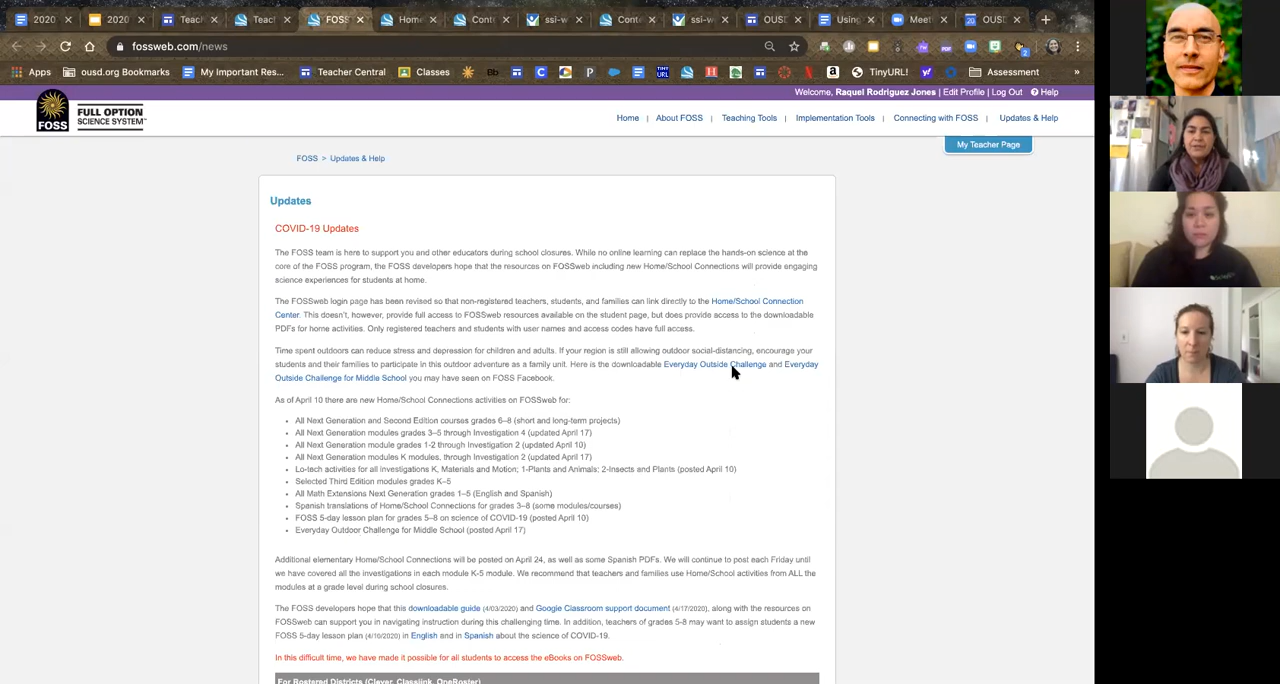 2020
2020
Teach
Teact
FOSS
Home
Conte
ssi-w
Conte
ssi-w
OUSD
Using
Meeti
OUSD
fossweb.com/news
Apps
ousd.org Bookmarks
My Important Res...
Teacher Central
Classes
TinyURL!
Assessment
»
Welcome, Raquel Rodriguez Jones | Edit Profile | Log Out | Help
FOSS
FULL OPTION
SCIENCE SYSTEM™
Home | About FOSS | Teaching Tools | Implementation Tools | Connecting with FOSS | Updates & Help
My Teacher Page
FOSS > Updates & Help
Updates
COVID-19 Updates
The FOSS team is here to support you and other educators during school closures. While no online learning can replace the hands-on science at the
core of the FOSS program, the FOSS developers hope that the resources on FOSSweb including new Home/School Connections will provide engaging
science experiences for students at home.
The FOSSweb login page has been revised so that non-registered teachers, students, and families can link directly to the Home/School Connection
Center. This doesn't, however, provide full access to FOSSweb resources available on the student page, but does provide access to the downloadable
PDFs for home activities. Only registered teachers and students with user names and access codes have full access.
Time spent outdoors can reduce stress and depression for children and adults. If your region is still allowing outdoor social-distancing, encourage your
students and their families to participate in this outdoor adventure as a family unit. Here is the downloadable Everyday Outside Challenge and Everyday
Outside Challenge for Middle School you may have seen on FOSS Facebook.
As of April 10 there are new Home/School Connections activities on FOSSweb for:
• All Next Generation and Second Edition courses grades 6–8 (short and long-term projects)
• All Next Generation modules grades 3–5 through Investigation 4 (updated April 17)
• All Next Generation module grades 1-2 through Investigation 2 (updated April 10)
• All Next Generation modules K modules, through Investigation 2 (updated April 17)
• Lo-tech activities for all investigations K, Materials and Motion; 1-Plants and Animals; 2-Insects and Plants (posted April 10)
• Selected Third Edition modules grades K–5
• All Math Extensions Next Generation grades 1–5 (English and Spanish)
• Spanish translations of Home/School Connections for grades 3–8 (some modules/courses)
• FOSS 5-day lesson plan for grades 5–8 on science of COVID-19 (posted April 10)
• Everyday Outdoor Challenge for Middle School (posted April 17)
Additional elementary Home/School Connections will be posted on April 24, as well as some Spanish PDFs. We will continue to post each Friday until
we have covered all the investigations in each module K-5 module. We recommend that teachers and families use Home/School activities from ALL the
modules at a grade level during school closures.
The FOSS developers hope that this downloadable guide (4/03/2020) and Google Classroom support document (4/17/2020), along with the resources on
FOSSweb can support you in navigating instruction during this challenging time. In addition, teachers of grades 5-8 may want to assign students a new
FOSS 5-day lesson plan (4/10/2020) in English and in Spanish about the science of COVID-19.
In this difficult time, we have made it possible for all students to access the eBooks on FOSSweb.
For Rostered Districts (Clever, Classlink, OneRoster)